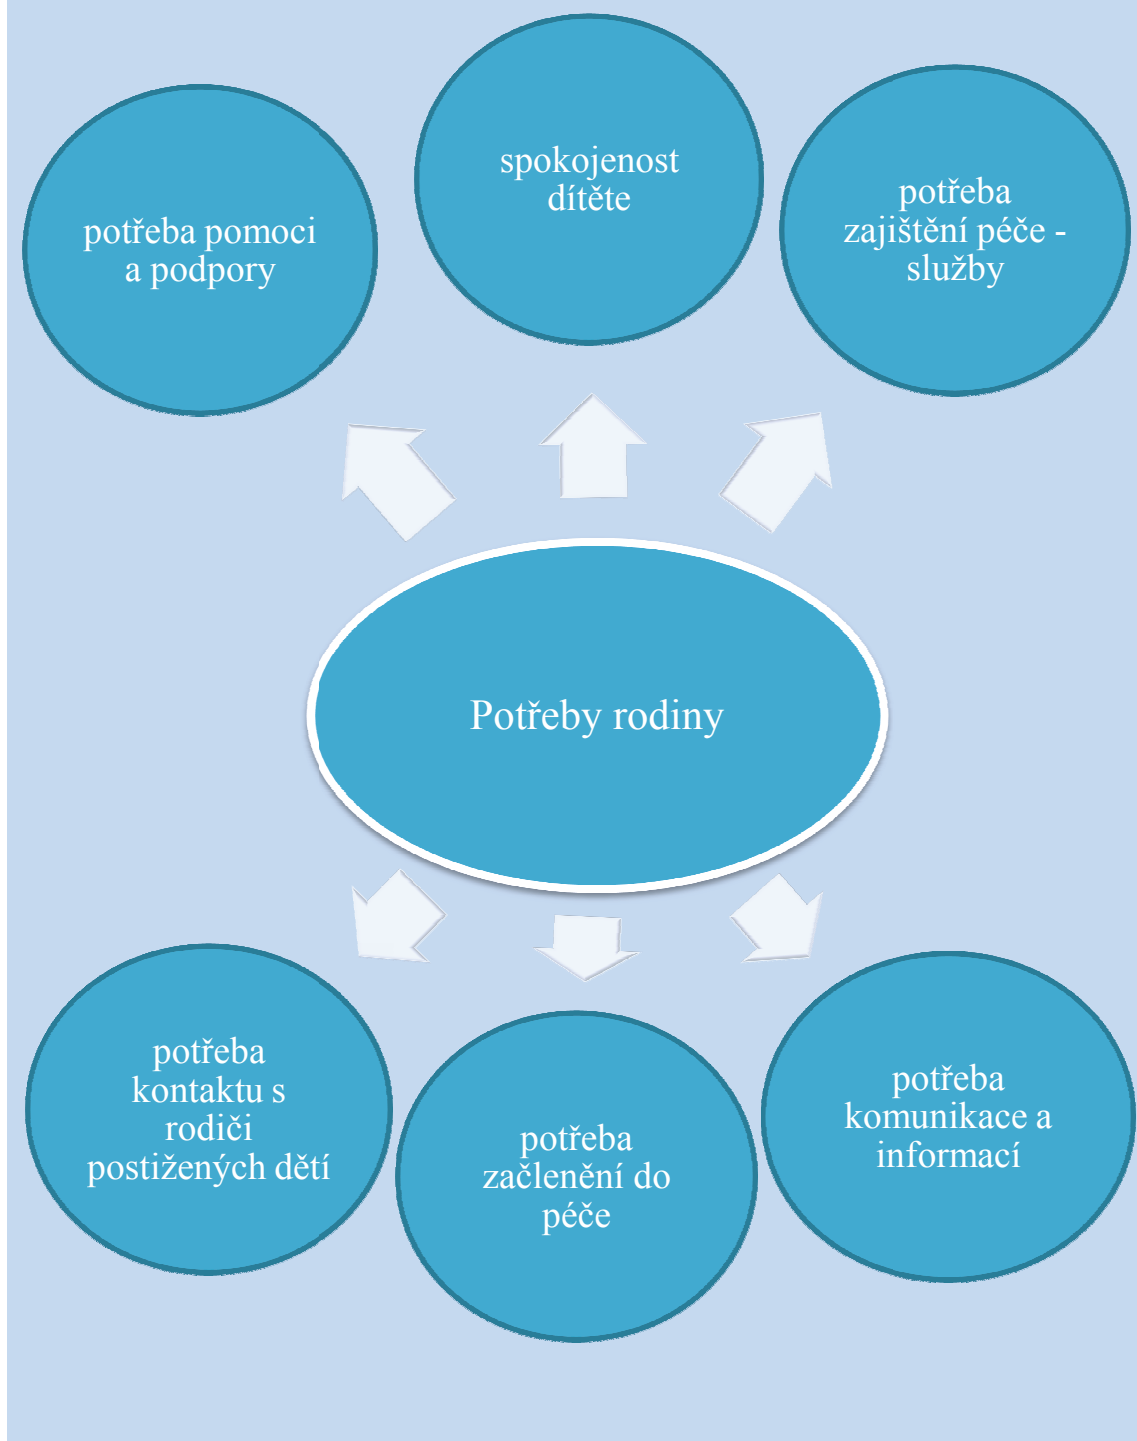 potřeba pomoci
a podpory
spokojenost
dítěte
potřeba
zajištění péče -
služby
Potřeby rodiny
potřeba
kontaktu s
rodiči
postižených dětí
potřeba
začlenění do
péče
potřeba
komunikace a
informací